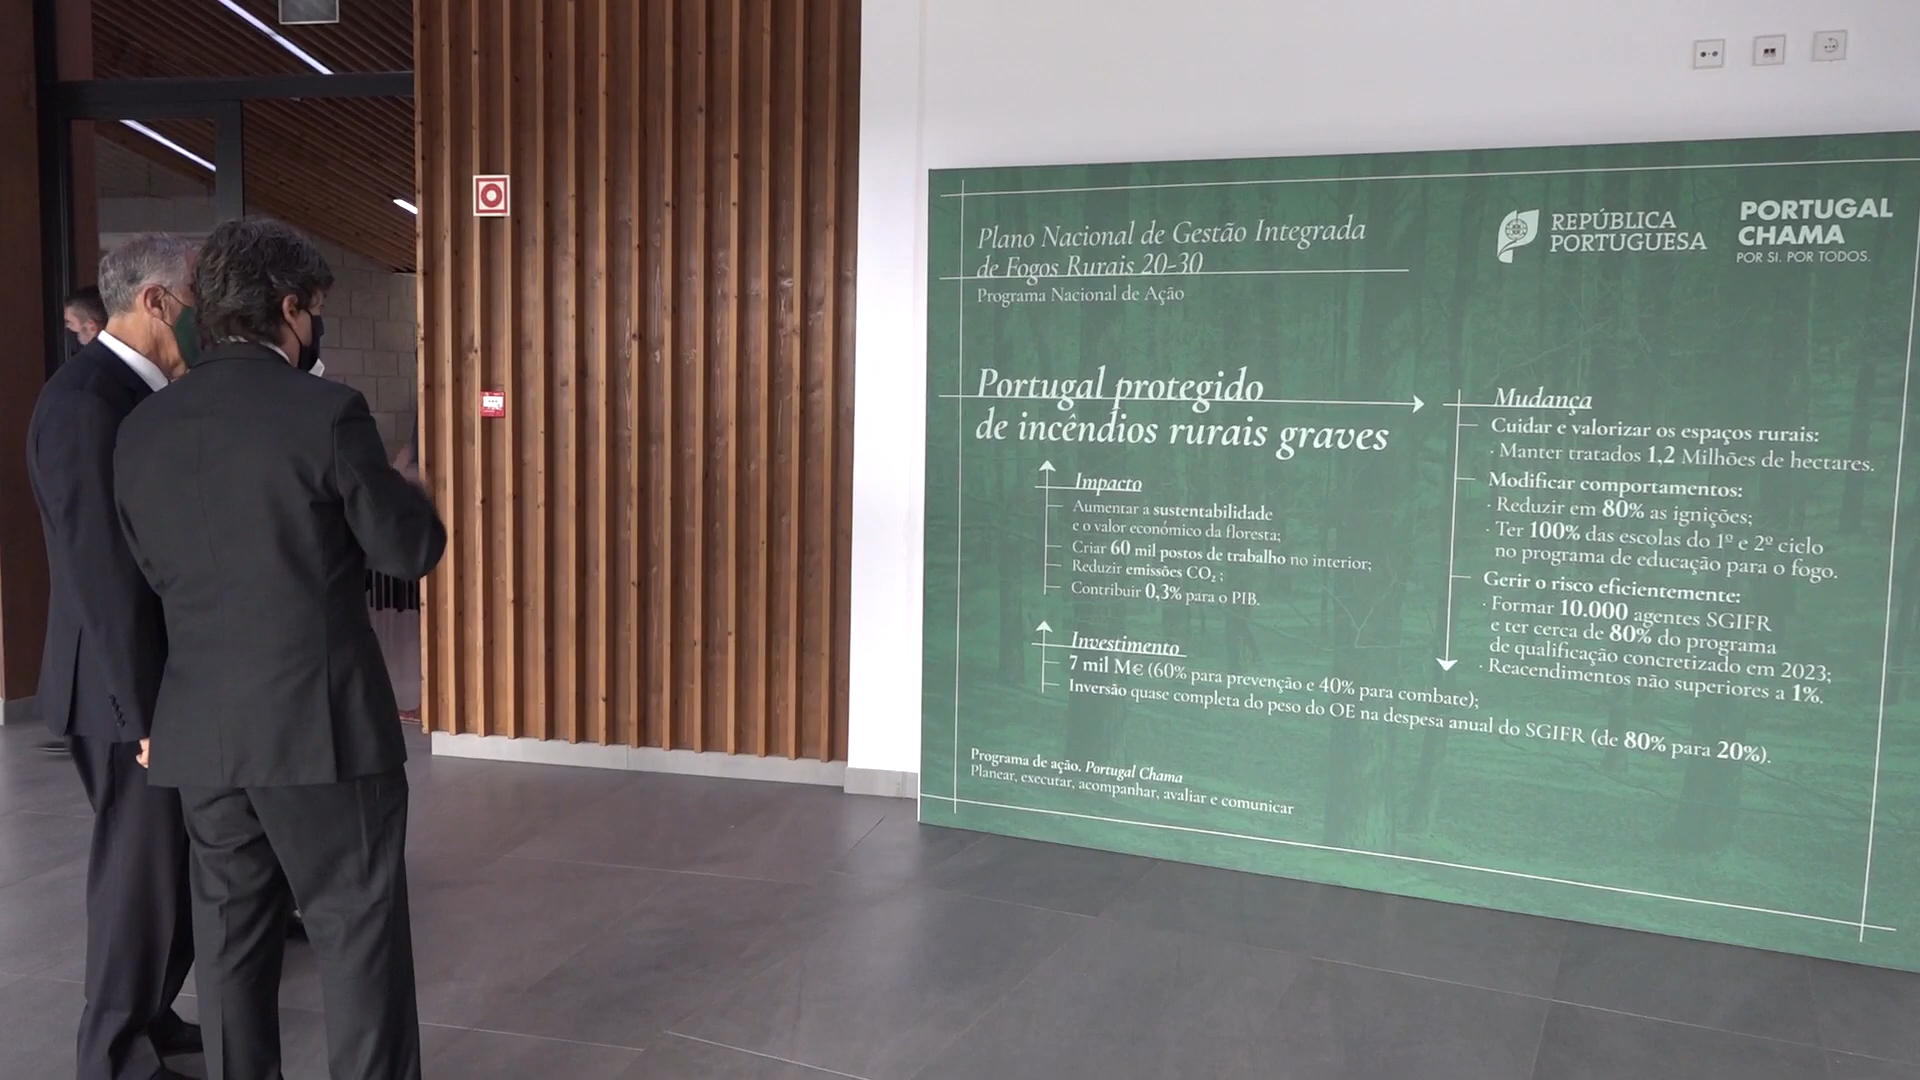 Plano Nacional de Gestão Integrada
de Fogos Rurais 20-30
Programa Nacional de Ação
REPÚBLICA
PORTUGUESA
PORTUGAL
CHAMA
POR SI. POR TODOS.
Portugal protegido
de incêndios rurais graves
Impacto
Aumentar a sustentabilidade
e o valor económico da floresta;
Criar 60 mil postos de trabalho no interior;
Reduzir emissões CO₂;
Contribuir 0,3% para o PIB.
Investimento
7 mil M€ (60% para prevenção e 40% para combate);
Inversão quase completa do peso do OE na despesa anual do SGIFR (de 80% para 20%).
Mudança
Cuidar e valorizar os espaços rurais:
· Manter tratados 1,2 Milhões de hectares.
Modificar comportamentos:
· Reduzir em 80% as ignições;
· Ter 100% das escolas do 1º e 2º ciclo
no programa de educação para o fogo.
Gerir o risco eficientemente:
· Formar 10.000 agentes SGIFR
e ter cerca de 80% do programa
de qualificação concretizado em 2023;
· Reacendimentos não superiores a 1%.
Programa de ação. Portugal Chama
Planear, executar, acompanhar, avaliar e comunicar